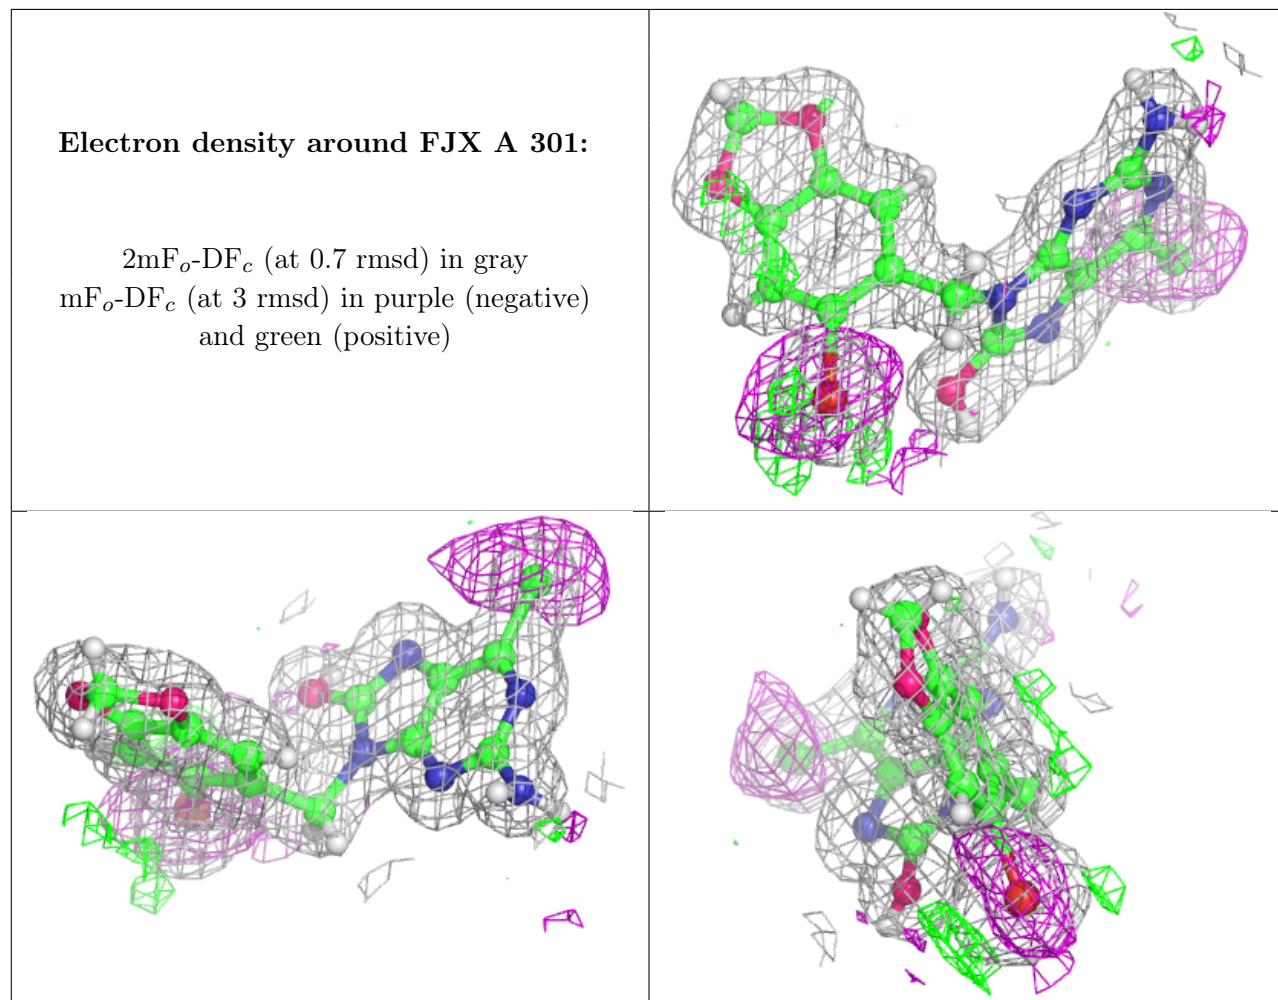 Electron density around FJX A 301:
2mFo-DFc (at 0.7 rmsd) in gray
mFo-DFc (at 3 rmsd) in purple (negative)
and green (positive)